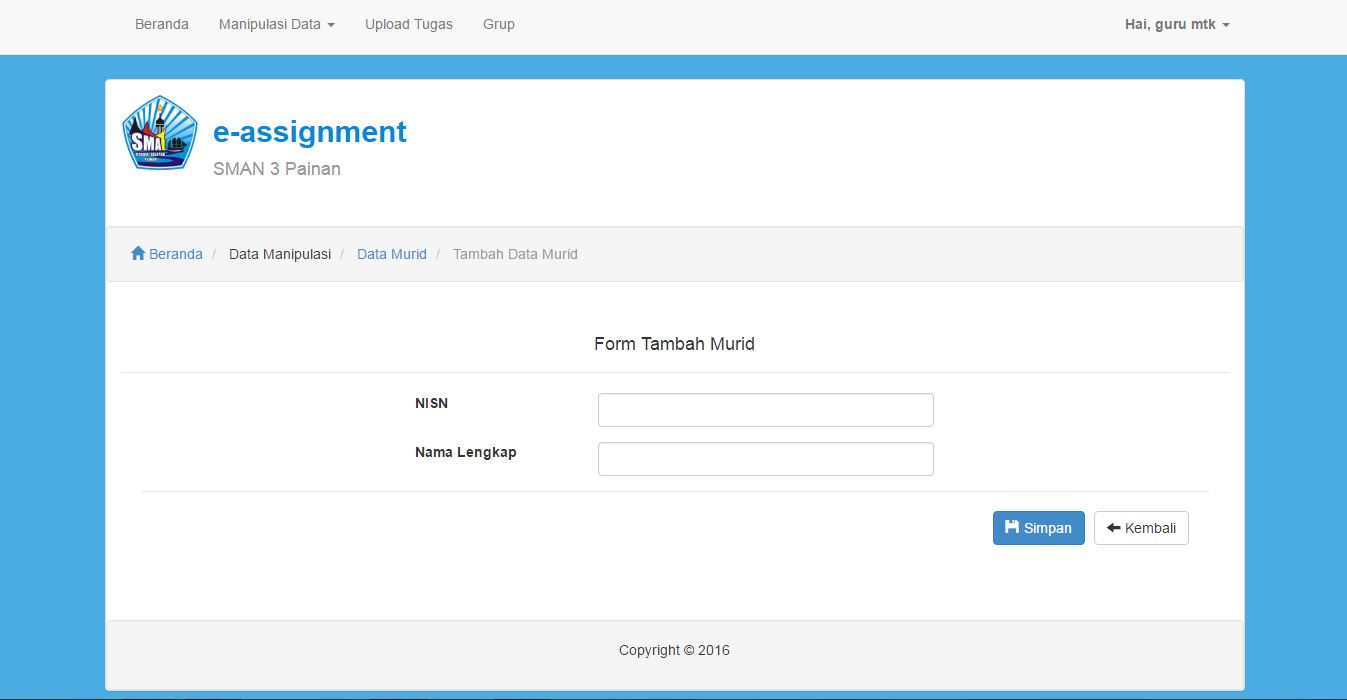 Beranda Manipulasi Data Upload Tugas Grup Hai, guru mtk
SMA
e-assignment
SMAN 3 Painan
Beranda / Data Manipulasi / Data Murid / Tambah Data Murid
Form Tambah Murid
NISN
Nama Lengkap
Simpan Kembali
Copyright © 2016